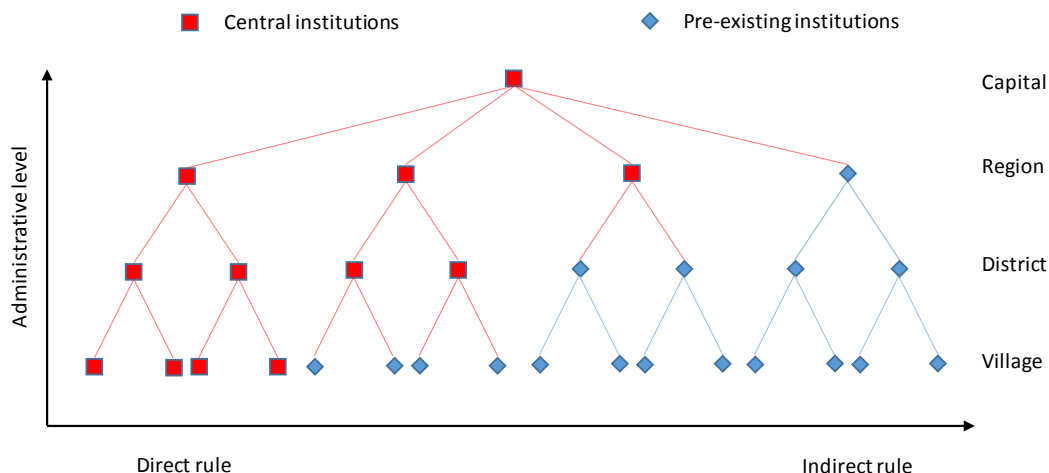 Central institutions
Pre-existing institutions
Capital
Region
District
Village
Administrative level
Direct rule
Indirect rule